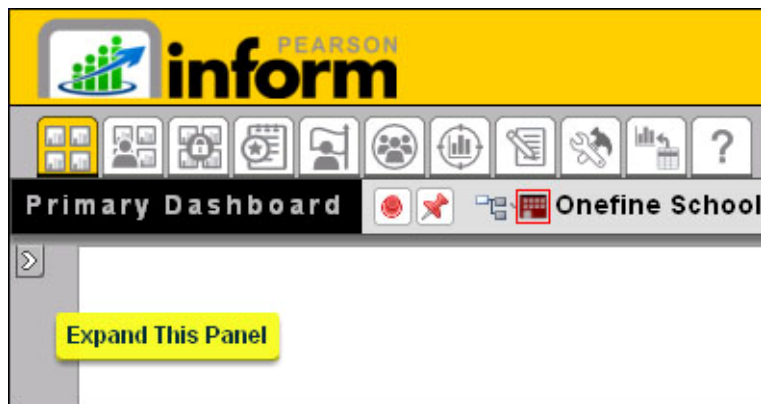 PEARSON
inform
?
Primary Dashboard Onefine School
Expand This Panel